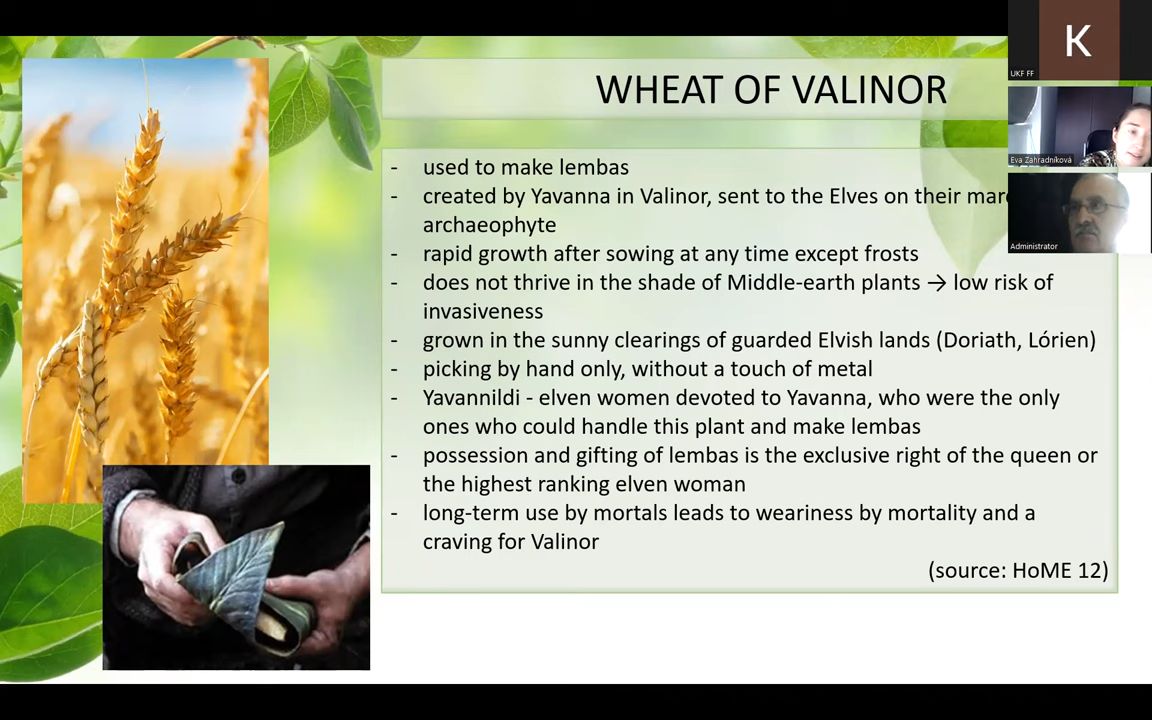 WHEAT OF VALINOR
K
UKF FF
Eva Zahradníková
Administrator
- used to make lembas
- created by Yavanna in Valinor, sent to the Elves on their
archaeophyte
- rapid growth after sowing at any time except frosts
- does not thrive in the shade of Middle-earth plants → low risk of
invasiveness
- grown in the sunny clearings of guarded Elvish lands (Doriath, Lórien)
- picking by hand only, without a touch of metal
- Yavannildi - elven women devoted to Yavanna, who were the only
ones who could handle this plant and make lembas
- possession and gifting of lembas is the exclusive right of the queen or
the highest ranking elven woman
- long-term use by mortals leads to weariness by mortality and a
craving for Valinor
(source: HoME 12)